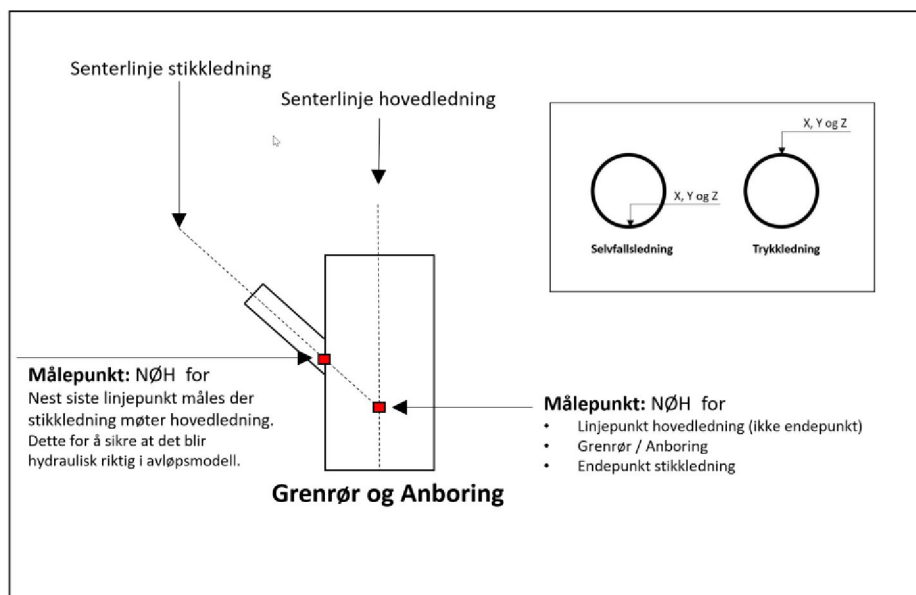 Senterlinje stikkledning
Senterlinje hovedledning
X, Y og Z
X, Y og Z
Selvfallsledning
Trykkledning
Målepunkt: NØH for
Nest siste linjepunkt måles der
stikkledning møter hovedledning.
Dette for å sikre at det blir
hydraulisk riktig i avløpsmodell.
Målepunkt: NØH for
• Linjepunkt hovedledning (ikke endepunkt)
• Grenrør / Anboring
• Endepunkt stikkledning
Grenrør og Anboring